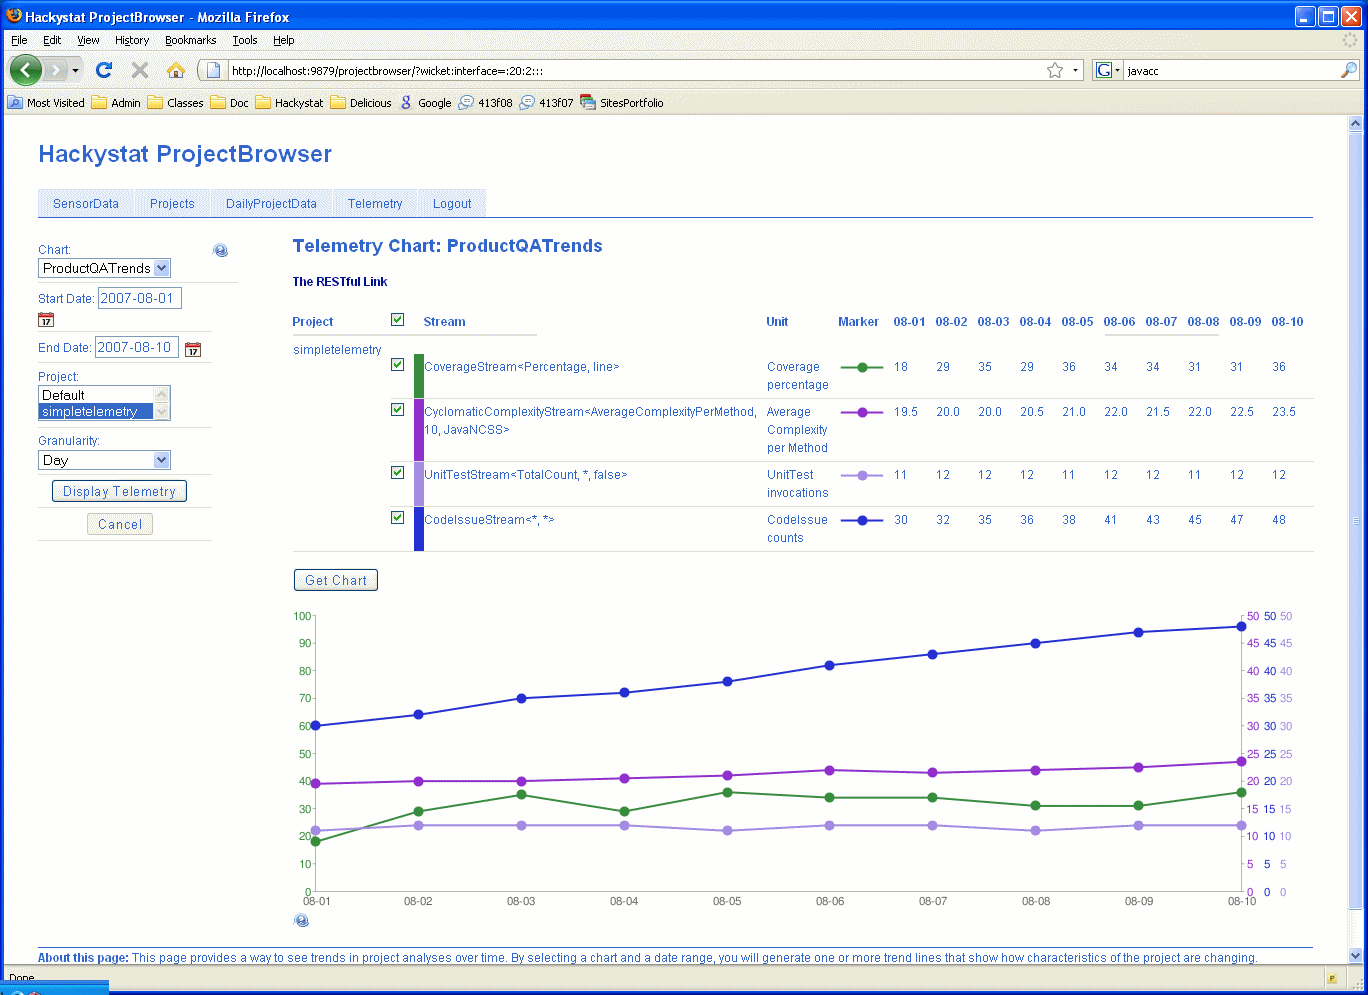 Hackystat ProjectBrowser - Mozilla Firefox
File Edit View History Bookmarks Tools Help
http://localhost:9879/projectbrowser/?wicket:interface=:20:2::: G javacc
Most Visited Admin Classes Doc Hackystat Delicious Google 413f08 413f07 SitesPortfolio
Hackystat ProjectBrowser
SensorData Projects DailyProjectData Telemetry Logout
Chart:
ProductQATrends
Start Date: 2007-08-01
17
End Date: 2007-08-10 17
Project:
Default
simpletelemetry
Granularity:
Day
Display Telemetry
Cancel
Telemetry Chart: ProductQATrends
The RESTful Link
Project Stream Unit Marker 08-01 08-02 08-03 08-04 08-05 08-06 08-07 08-08 08-09 08-10
simpletelemetry
CoverageStream<Percentage, line> Coverage 18 29 35 29 36 34 34 31 31 36
percentage
CyclomaticComplexityStream<AverageComplexityPerMethod, Average 19.5 20.0 20.0 20.5 21.0 22.0 21.5 22.0 22.5 23.5
10, JavaNCSS> Complexity
per Method
UnitTestStream<TotalCount, *, false> UnitTest 11 12 12 12 11 12 12 11 12 12
invocations
CodeIssueStream<*, *> CodeIssue 30 32 35 36 38 41 43 45 47 48
counts
Get Chart
100 50 50 50
90 45 45 45
80 40 40 40
70 35 35 35
60 30 30 30
50 25 25 25
40 20 20 20
30 15 15 15
20 10 10 10
10 5 5 5
0 0 0 0
08-01 08-02 08-03 08-04 08-05 08-06 08-07 08-08 08-09 08-10
About this page: This page provides a way to see trends in project analyses over time. By selecting a chart and a date range, you will generate one or more trend lines that show how characteristics of the project are changing.
Done